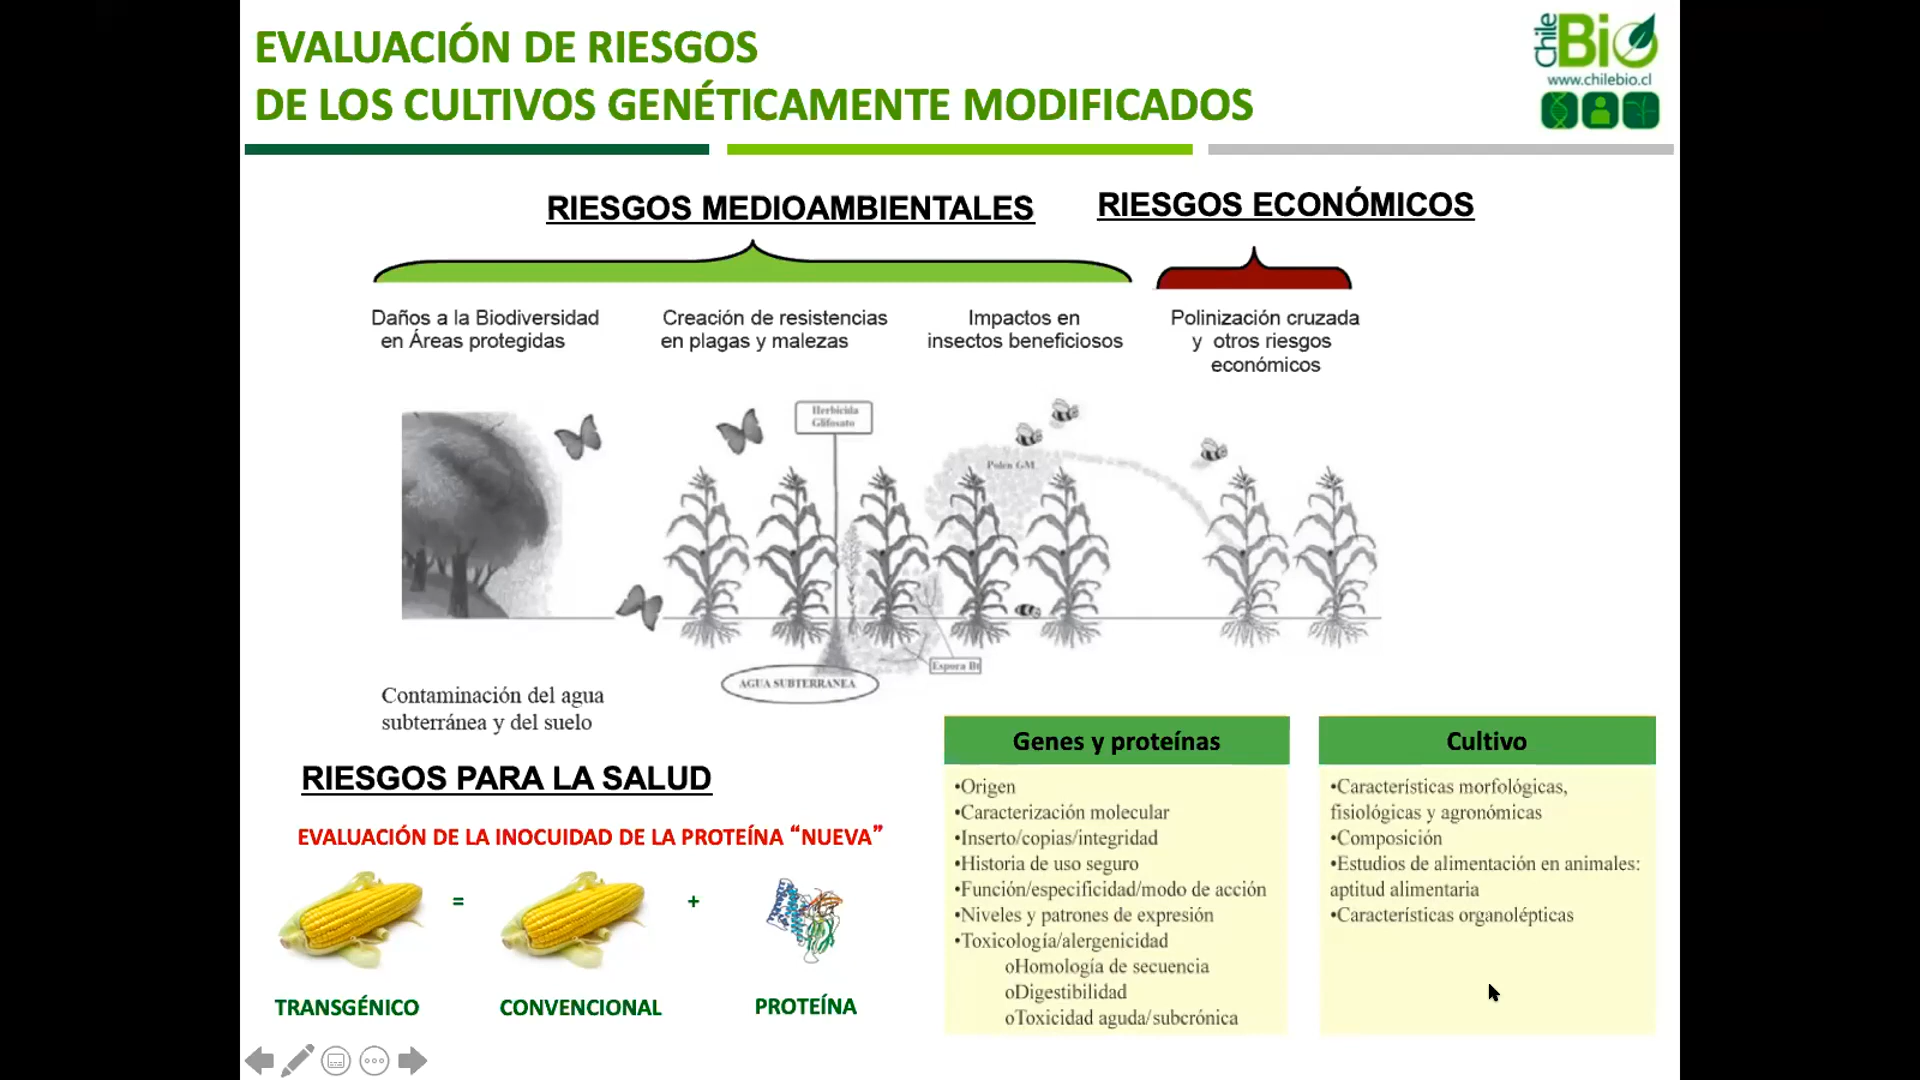 EVALUACIÓN DE RIESGOS
DE LOS CULTIVOS GENÉTICAMENTE MODIFICADOS
Chile
Bio
www.chilebio.cl
RIESGOS MEDIOAMBIENTALES
RIESGOS ECONÓMICOS
Daños a la Biodiversidad
en Áreas protegidas
Creación de resistencias
en plagas y malezas
Impactos en
insectos beneficiosos
Polinización cruzada
y otros riesgos
económicos
Herbicida
Glifosato
Polen GM
Espora Bt
AGUA SUBTERRANEA
Contaminación del agua
subterránea y del suelo
RIESGOS PARA LA SALUD
EVALUACIÓN DE LA INOCUIDAD DE LA PROTEÍNA “NUEVA”
=
+
TRANSGÉNICO
CONVENCIONAL
PROTEÍNA
Genes y proteínas
•Origen
•Caracterización molecular
•Inserto/copias/integridad
•Historia de uso seguro
•Función/especificidad/modo de acción
•Niveles y patrones de expresión
•Toxicología/alergenicidad
oHomología de secuencia
oDigestibilidad
oToxicidad aguda/subcrónica
Cultivo
•Características morfológicas,
fisiológicas y agronómicas
•Composición
•Estudios de alimentación en animales:
aptitud alimentaria
•Características organolépticas